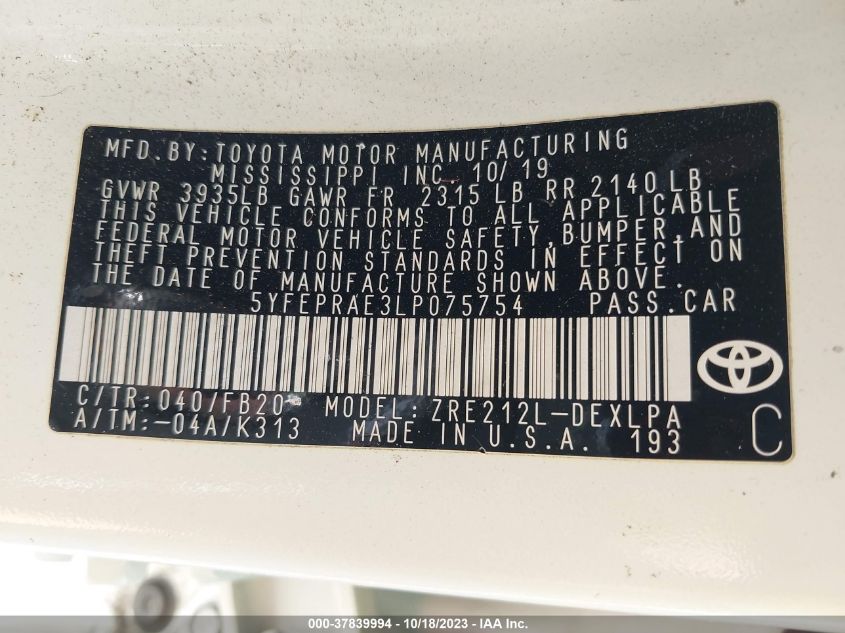 MFD.BY:TOYOTA MOTOR MANUFACTURING
MISSISSIPPI INC. 10/19
GVWR 3935LB GAWR FR 2315 LB RR 2140 LB
THIS VEHICLE CONFORMS TO ALL APPLICABLE
FEDERAL MOTOR VEHICLE SAFETY,BUMPER,AND
THEFT PREVENTION STANDARDS IN EFFECT ON
THE DATE OF MANUFACTURE SHOWN ABOVE.
5YFEPRAE3LP075754 PASS.CAR
C/TR:040/FB20 MODEL:ZRE212L-DEXLPA
A/TM:-04A/K313 MADE IN U.S.A. 193
C
000-37839994 - 10/18/2023 - IAA Inc.